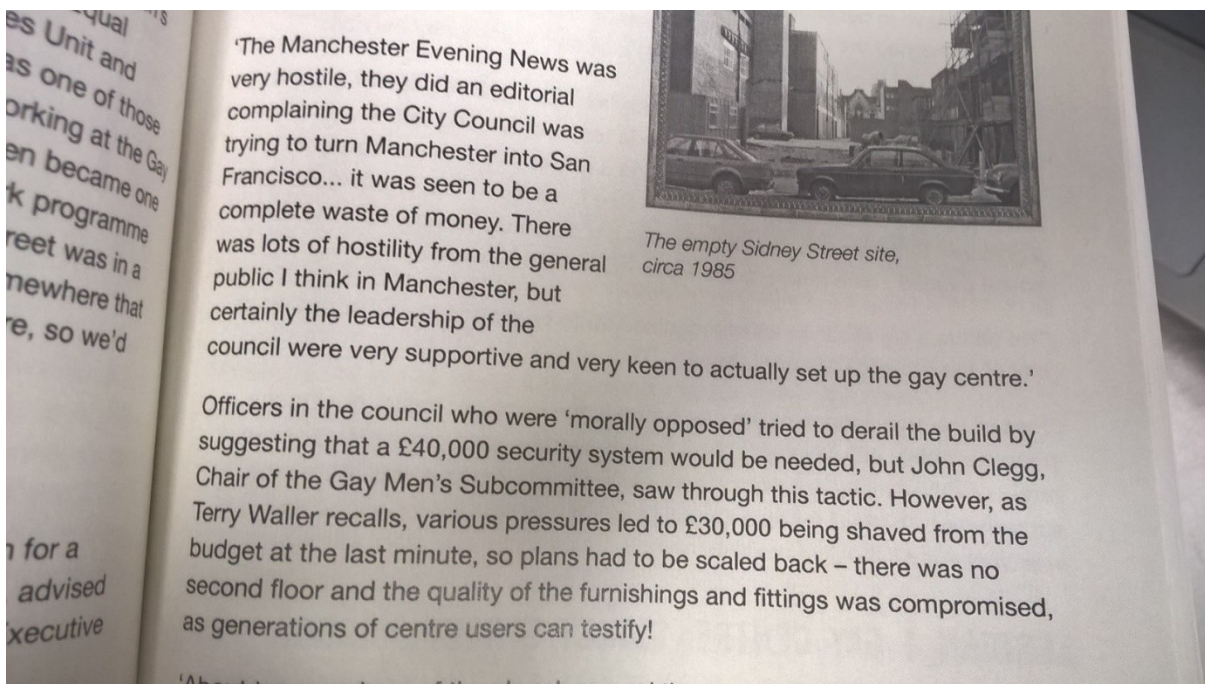 qual
es Unit and
as one of those
orking at the Gay
en became one
k programme
reet was in a
mewhere that
re, so we'd
n for a
advised
xecutive
'The Manchester Evening News was
very hostile, they did an editorial
complaining the City Council was
trying to turn Manchester into San
Francisco... it was seen to be a
complete waste of money. There
was lots of hostility from the general
public I think in Manchester, but
certainly the leadership of the
council were very supportive and very keen to actually set up the gay centre.'
The empty Sidney Street site,
circa 1985
Officers in the council who were 'morally opposed' tried to derail the build by
suggesting that a £40,000 security system would be needed, but John Clegg,
Chair of the Gay Men's Subcommittee, saw through this tactic. However, as
Terry Waller recalls, various pressures led to £30,000 being shaved from the
budget at the last minute, so plans had to be scaled back – there was no
second floor and the quality of the furnishings and fittings was compromised,
as generations of centre users can testify!